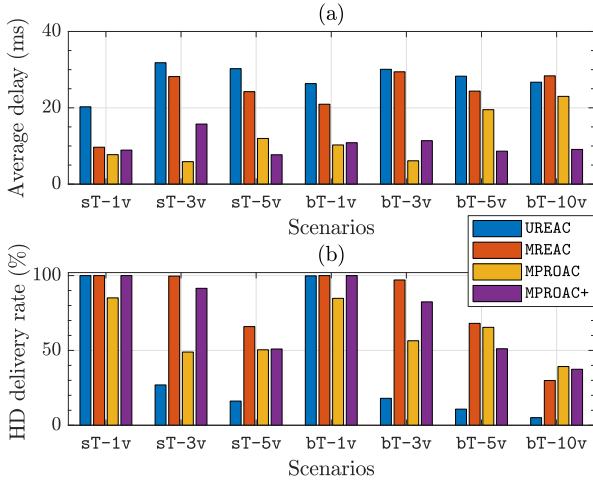 (a)
Average delay (ms)
40
20
0
sT-1v sT-3v sT-5v bT-1v bT-3v bT-5v bT-10v
Scenarios
UREAC
MREAC
MPROAC
MPROAC+
(b)
HD delivery rate (%)
100
50
0
sT-1v sT-3v sT-5v bT-1v bT-3v bT-5v bT-10v
Scenarios